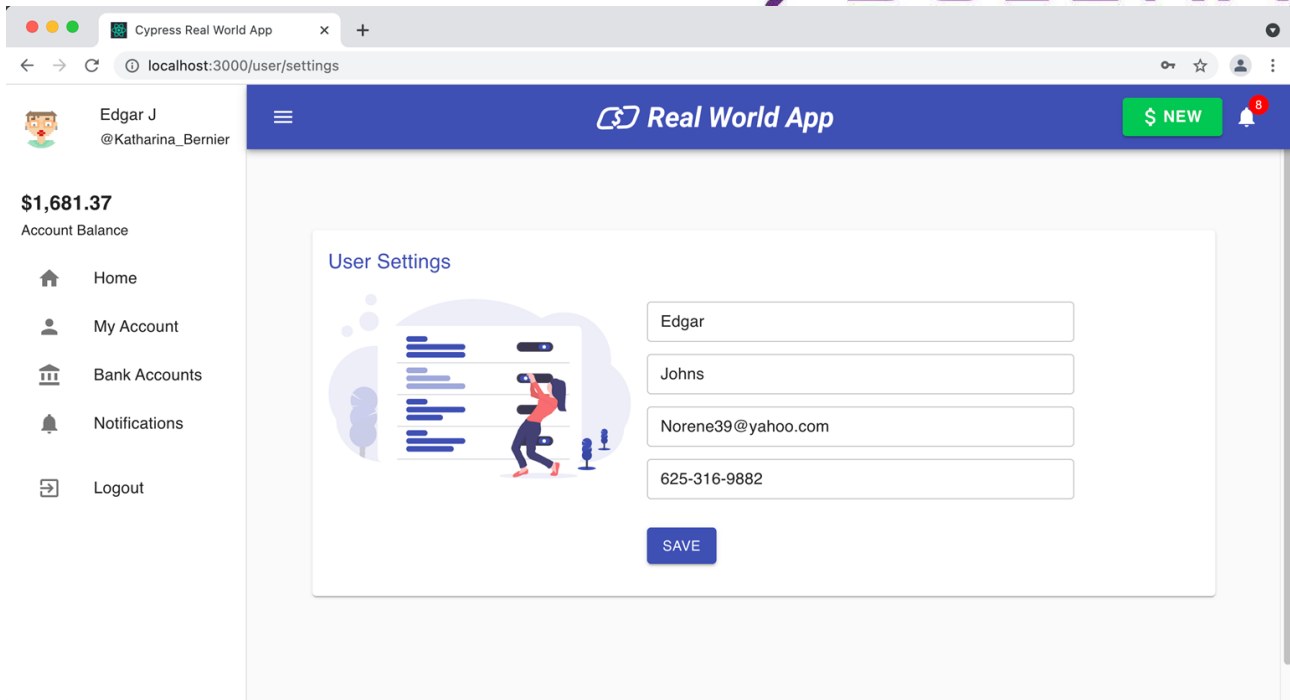 Cypress Real World App
localhost:3000/user/settings
Edgar J
@Katharina_Bernier
Real World App
$ NEW
8
$1,681.37
Account Balance
Home
My Account
Bank Accounts
Notifications
Logout
User Settings
Edgar
Johns
Norene39@yahoo.com
625-316-9882
SAVE